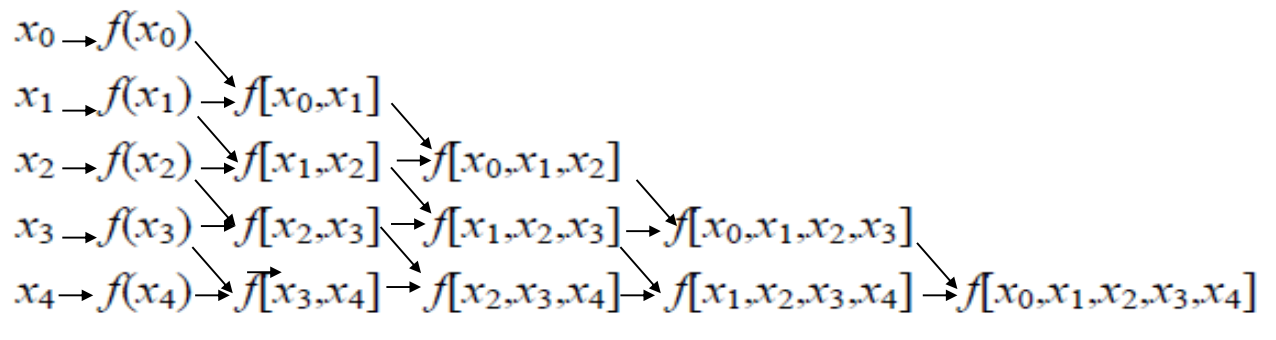 x₀ → f(x₀)
x₁ → f(x₁) → f[x₀,x₁]
x₂ → f(x₂) → f[x₁,x₂] → f[x₀,x₁,x₂]
x₃ → f(x₃) → f[x₂,x₃] → f[x₁,x₂,x₃] → f[x₀,x₁,x₂,x₃]
x₄ → f(x₄) → f[x₃,x₄] → f[x₂,x₃,x₄] → f[x₁,x₂,x₃,x₄] → f[x₀,x₁,x₂,x₃,x₄]